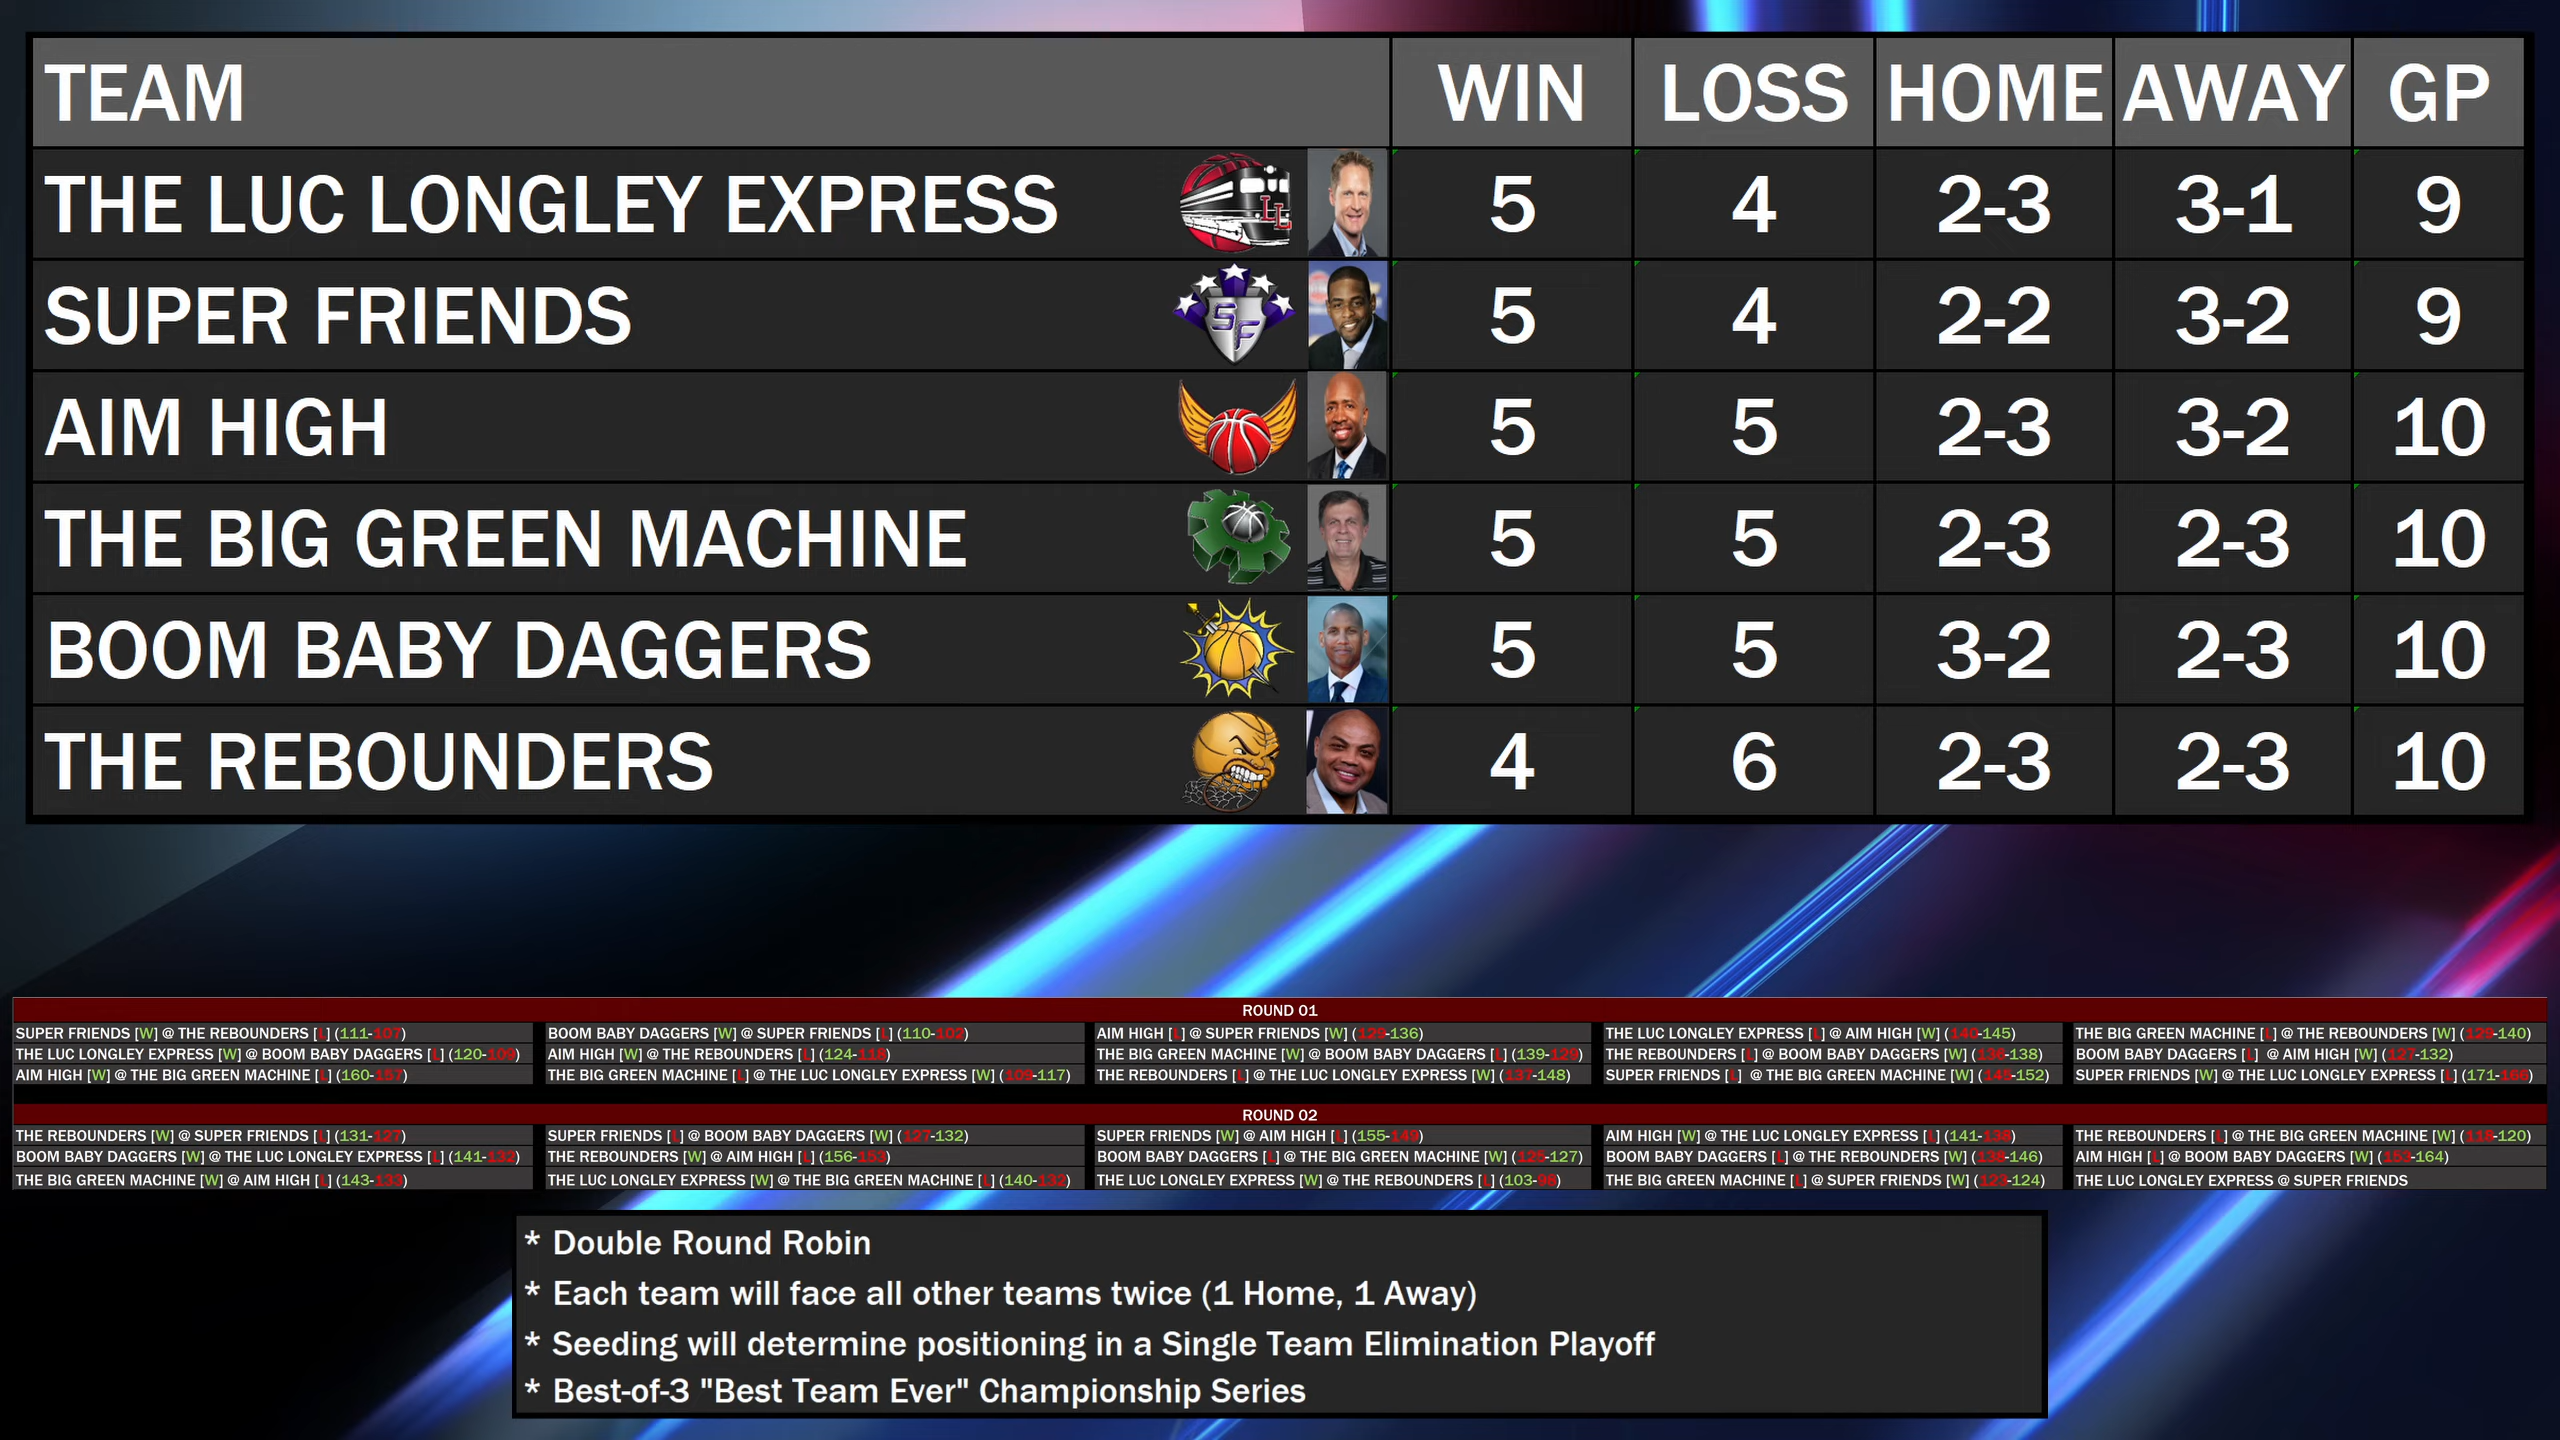 TEAM WIN LOSS HOME AWAY GP
THE LUC LONGLEY EXPRESS LL 5 4 2-3 3-1 9
SUPER FRIENDS SF 5 4 2-2 3-2 9
AIM HIGH 5 5 2-3 3-2 10
THE BIG GREEN MACHINE 5 5 2-3 2-3 10
BOOM BABY DAGGERS 5 5 3-2 2-3 10
THE REBOUNDERS 4 6 2-3 2-3 10
ROUND 01
SUPER FRIENDS [W] @ THE REBOUNDERS [L] (111-107) BOOM BABY DAGGERS [W] @ SUPER FRIENDS [L] (110-102) AIM HIGH [L] @ SUPER FRIENDS [W] (129-136) THE LUC LONGLEY EXPRESS [L] @ AIM HIGH [W] (140-145) THE BIG GREEN MACHINE [L] @ THE REBOUNDERS [W] (129-140)
THE LUC LONGLEY EXPRESS [W] @ BOOM BABY DAGGERS [L] (120-109) AIM HIGH [W] @ THE REBOUNDERS [L] (124-118) THE BIG GREEN MACHINE [W] @ BOOM BABY DAGGERS [L] (139-129) THE REBOUNDERS [L] @ BOOM BABY DAGGERS [W] (136-138) BOOM BABY DAGGERS [L] @ AIM HIGH [W] (127-132)
AIM HIGH [W] @ THE BIG GREEN MACHINE [L] (160-157) THE BIG GREEN MACHINE [L] @ THE LUC LONGLEY EXPRESS [W] (109-117) THE REBOUNDERS [L] @ THE LUC LONGLEY EXPRESS [W] (137-148) SUPER FRIENDS [L] @ THE BIG GREEN MACHINE [W] (145-152) SUPER FRIENDS [W] @ THE LUC LONGLEY EXPRESS [L] (171-166)
ROUND 02
THE REBOUNDERS [W] @ SUPER FRIENDS [L] (131-127) SUPER FRIENDS [L] @ BOOM BABY DAGGERS [W] (127-132) SUPER FRIENDS [W] @ AIM HIGH [L] (155-149) AIM HIGH [W] @ THE LUC LONGLEY EXPRESS [L] (141-138) THE REBOUNDERS [L] @ THE BIG GREEN MACHINE [W] (118-120)
BOOM BABY DAGGERS [W] @ THE LUC LONGLEY EXPRESS [L] (141-132) THE REBOUNDERS [W] @ AIM HIGH [L] (156-153) BOOM BABY DAGGERS [L] @ THE BIG GREEN MACHINE [W] (125-127) BOOM BABY DAGGERS [L] @ THE REBOUNDERS [W] (138-146) AIM HIGH [L] @ BOOM BABY DAGGERS [W] (153-164)
THE BIG GREEN MACHINE [W] @ AIM HIGH [L] (143-133) THE LUC LONGLEY EXPRESS [W] @ THE BIG GREEN MACHINE [L] (140-132) THE LUC LONGLEY EXPRESS [W] @ THE REBOUNDERS [L] (103-98) THE BIG GREEN MACHINE [L] @ SUPER FRIENDS [W] (123-124) THE LUC LONGLEY EXPRESS @ SUPER FRIENDS
* Double Round Robin
* Each team will face all other teams twice (1 Home, 1 Away)
* Seeding will determine positioning in a Single Team Elimination Playoff
* Best-of-3 "Best Team Ever" Championship Series